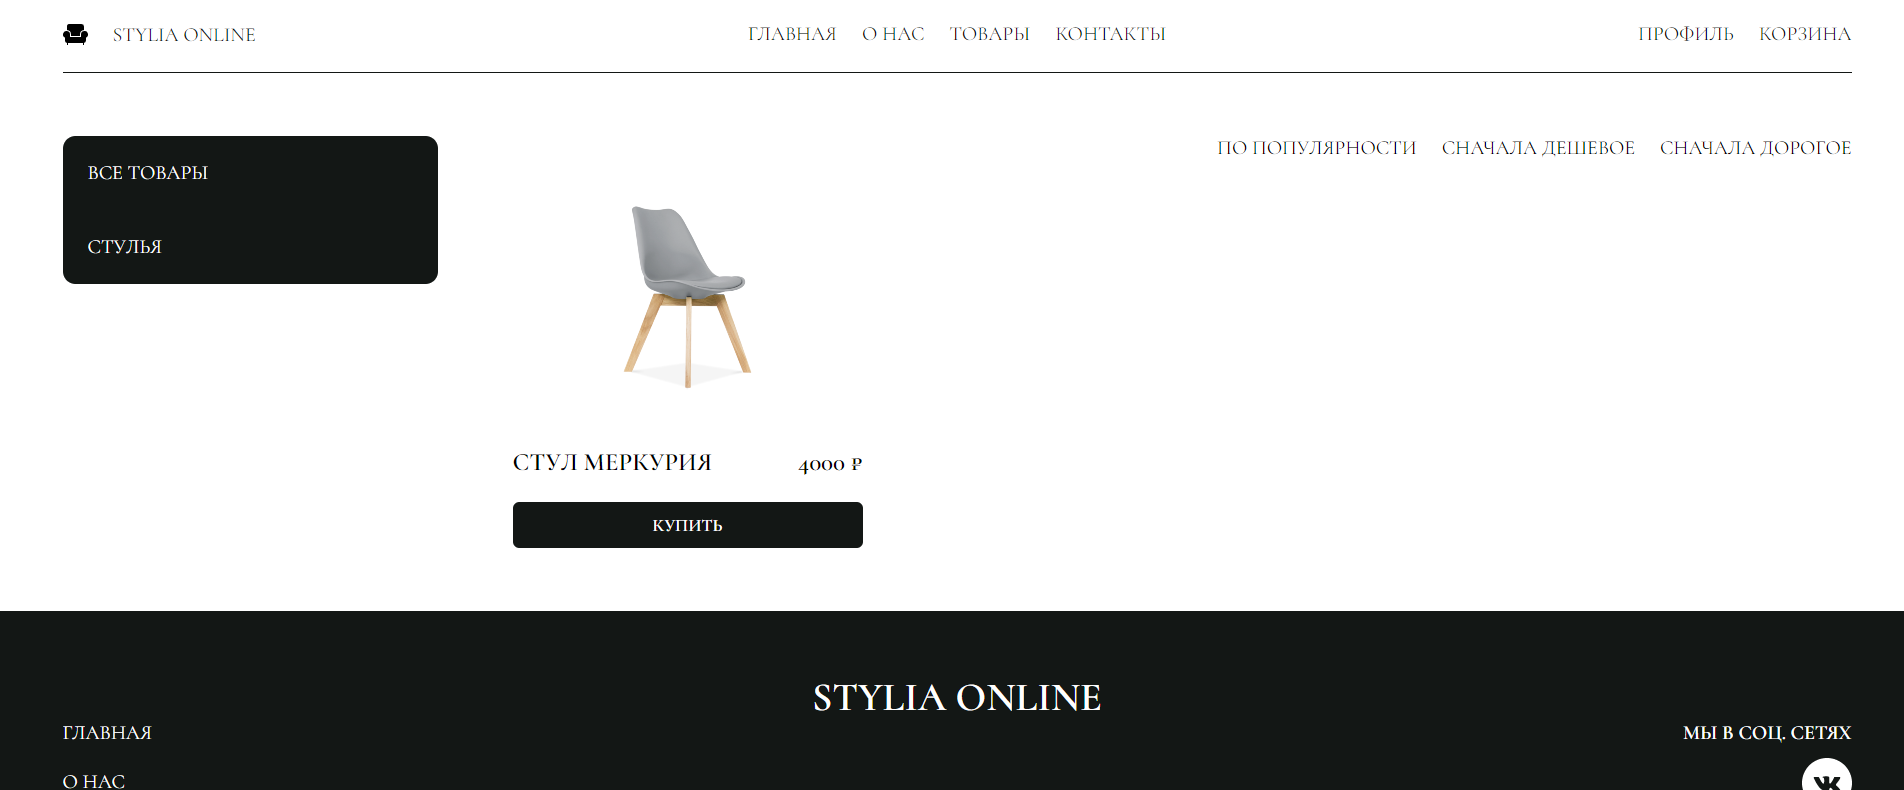 STYLIA ONLINE
ГЛАВНАЯ О НАС ТОВАРЫ КОНТАКТЫ
ПРОФИЛЬ КОРЗИНА
ПО ПОПУЛЯРНОСТИ СНАЧАЛА ДЕШЕВОЕ СНАЧАЛА ДОРОГОЕ
ВСЕ ТОВАРЫ
СТУЛЬЯ
СТУЛ МЕРКУРИЯ 4000 ₽
КУПИТЬ
STYLIA ONLINE
ГЛАВНАЯ
О НАС
МЫ В СОЦ. СЕТЯХ